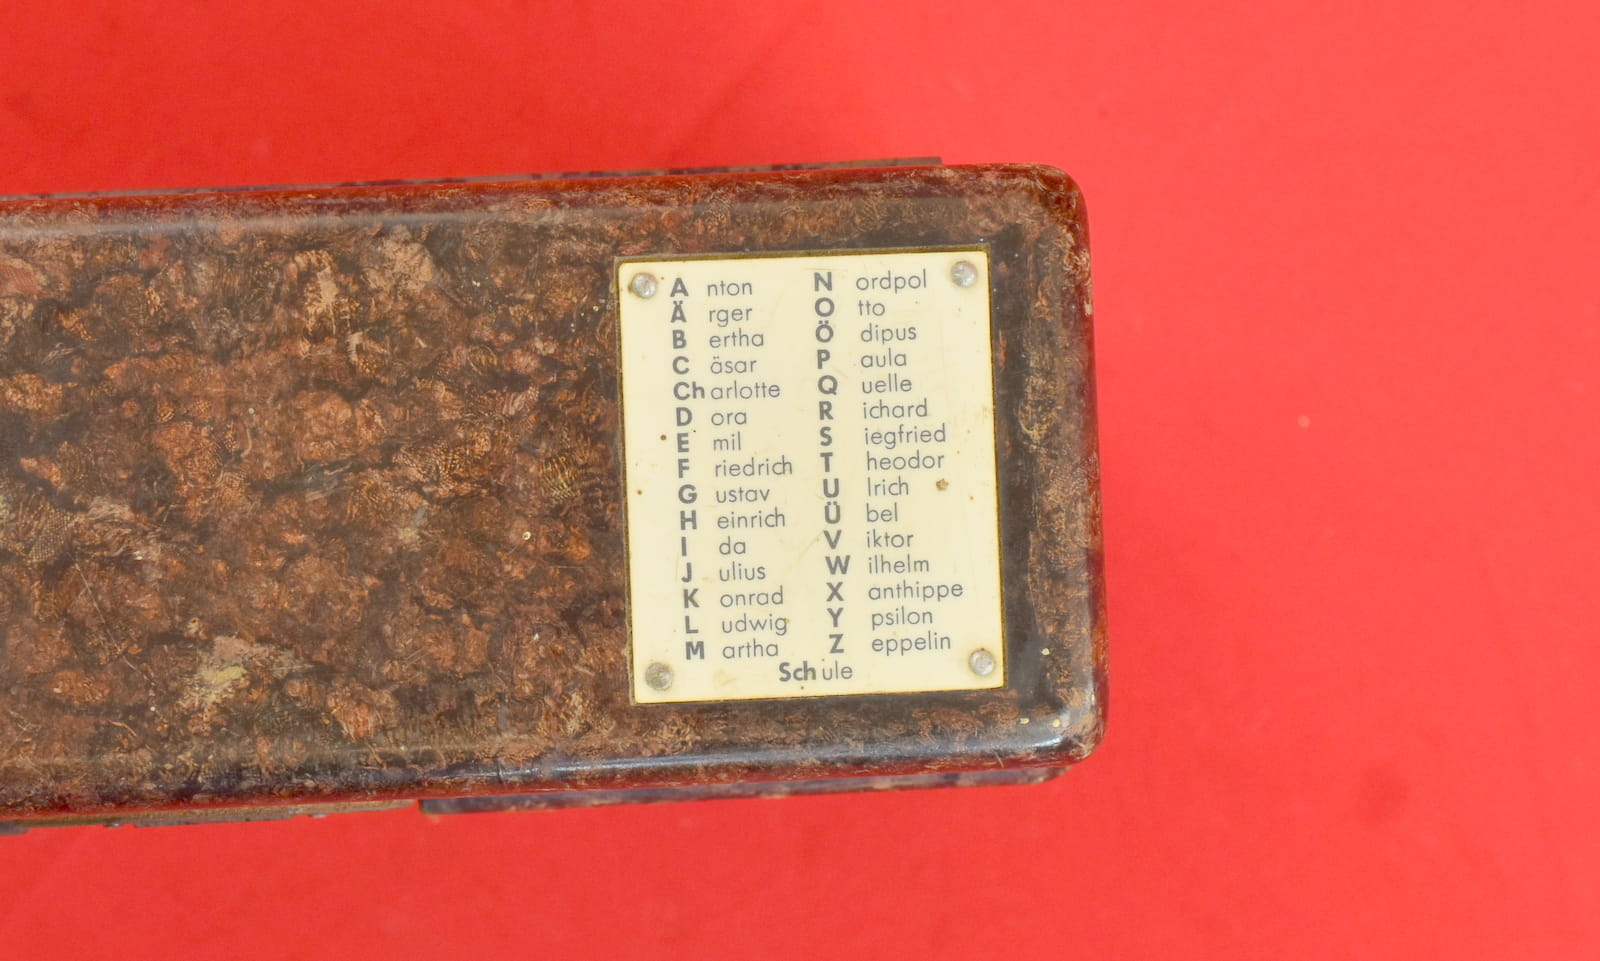 A nton
Ä rger
B ertha
C äsar
Ch arlotte
D ora
E mil
F riedrich
G ustav
H einrich
I da
J ulius
K onrad
L udwig
M artha
N ordpol
O tto
Ö dipus
P aula
Q uelle
R ichard
S iegfried
T heodor
U lrich
Ü bel
V iktor
W ilhelm
X anthippe
Y psilon
Z eppelin
Sch ule